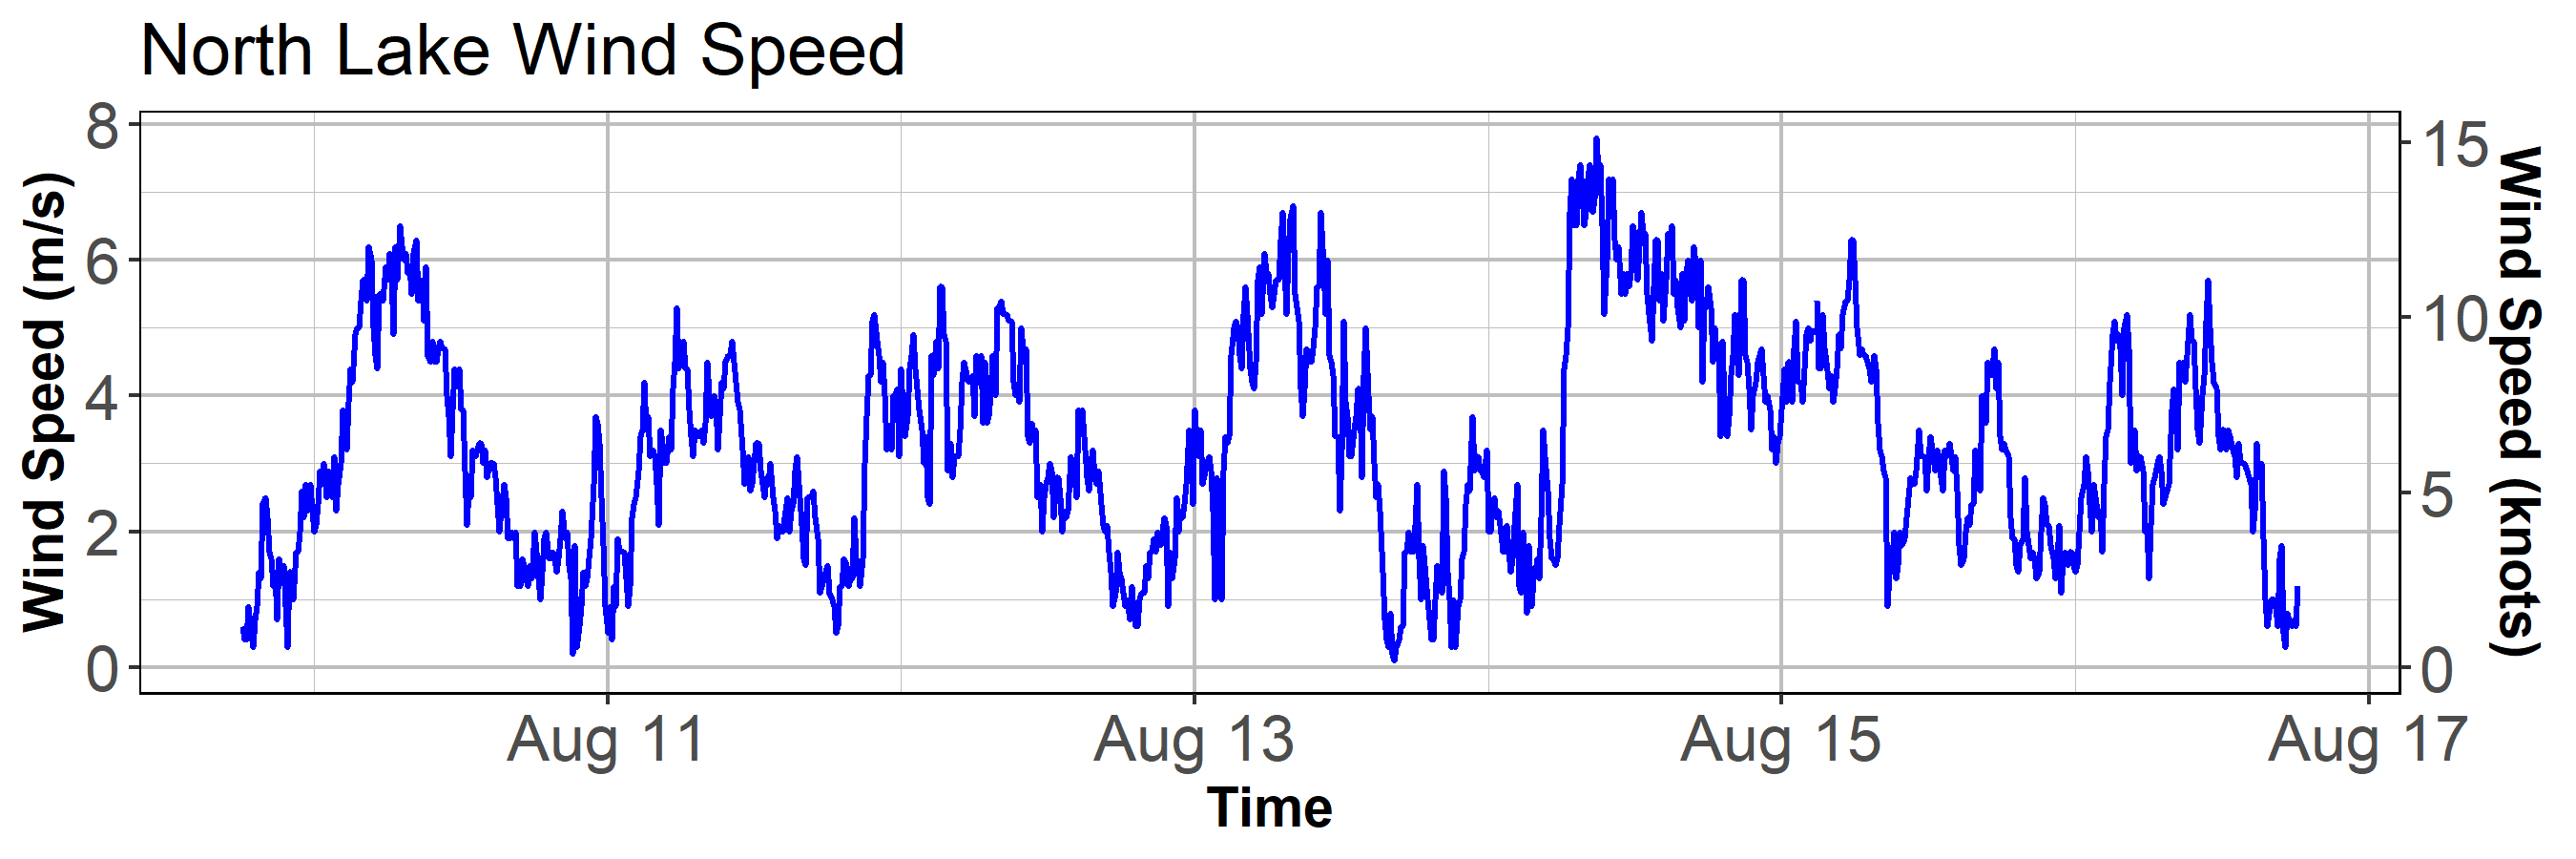 North Lake Wind Speed
Wind Speed (m/s)
8
6
4
2
0
15
10
5
0
Wind Speed (knots)
Aug 11 Aug 13 Aug 15 Aug 17
Time